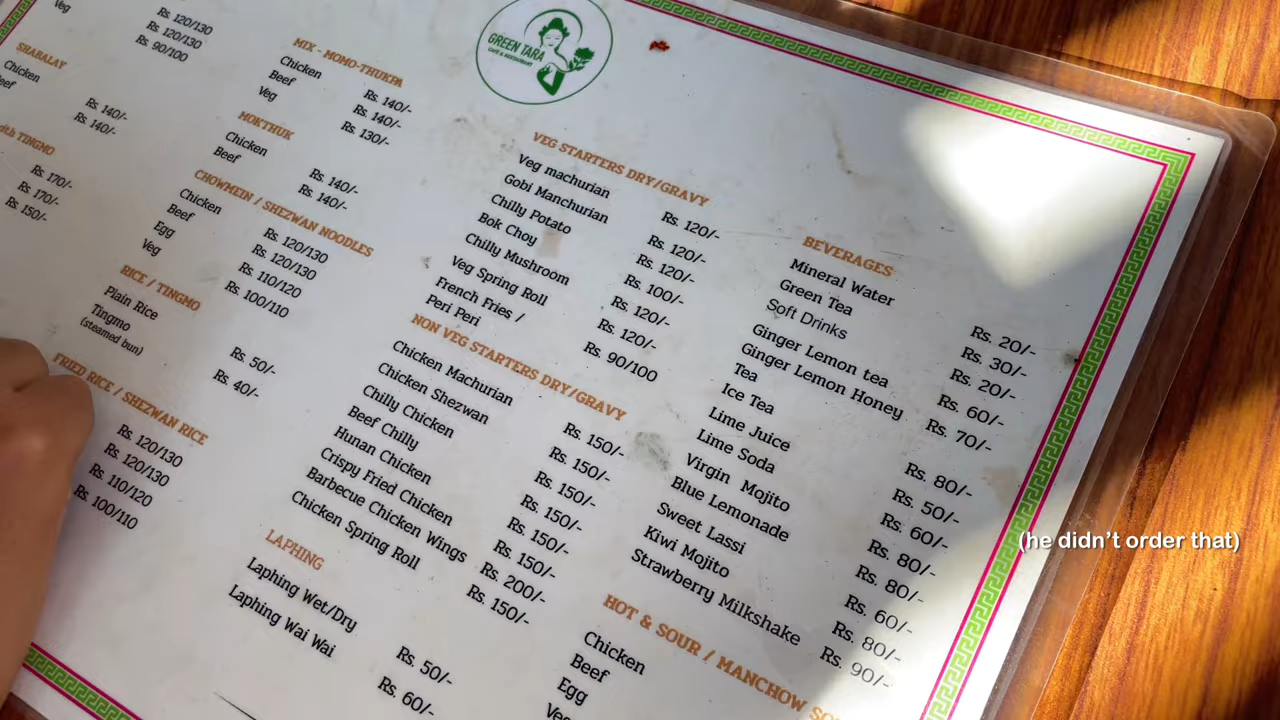 Rs. 120/130
Rs. 120/130
Veg Rs. 90/100
SHABALAY
Chicken Rs. 140/-
eef Rs. 140/-
ith TINGMO
Rs. 170/-
Rs. 170/-
Rs. 150/-
MIX - MOMO-THUKPA
Chicken Rs. 140/-
Beef Rs. 140/-
Veg Rs. 130/-
MOKTHUK
Chicken Rs. 140/-
Beef Rs. 140/-
CHOWMEIN / SHEZWAN NOODLES
Chicken Rs. 120/130
Beef Rs. 120/130
Egg Rs. 110/120
Veg Rs. 100/110
RICE / TINGMO
Plain Rice Rs. 50/-
Tingmo Rs. 40/-
(steamed bun)
FRIED RICE / SHEZWAN RICE
Rs. 120/130
Rs. 120/130
Rs. 110/120
Rs. 100/110
GREEN TARA
CAFE & RESTAURANT
VEG STARTERS DRY/GRAVY
Veg machurian Rs. 120/-
Gobi Manchurian Rs. 120/-
Chilly Potato Rs. 120/-
Bok Choy Rs. 100/-
Chilly Mushroom Rs. 120/-
Veg Spring Roll Rs. 120/-
French Fries / Rs. 90/100
Peri Peri
NON VEG STARTERS DRY/GRAVY
Chicken Machurian Rs. 150/-
Chicken Shezwan Rs. 150/-
Chilly Chicken Rs. 150/-
Beef Chilly Rs. 150/-
Hunan Chicken Rs. 150/-
Crispy Fried Chicken Rs. 150/-
Barbecue Chicken Wings Rs. 200/-
Chicken Spring Roll Rs. 150/-
LAPHING
Laphing Wet/Dry Rs. 50/-
Laphing Wai Wai Rs. 60/-
BEVERAGES
Mineral Water Rs. 20/-
Green Tea Rs. 30/-
Soft Drinks Rs. 20/-
Ginger Lemon tea Rs. 60/-
Ginger Lemon Honey Rs. 70/-
Tea
Ice Tea Rs. 80/-
Lime Juice Rs. 50/-
Lime Soda Rs. 60/-
Virgin Mojito Rs. 80/-
Blue Lemonade Rs. 80/-
Sweet Lassi Rs. 60/-
Kiwi Mojito Rs. 80/-
Strawberry Milkshake Rs. 90/-
HOT & SOUR / MANCHOW SO
Chicken
Beef
Egg
Veg
(he didn't order that)